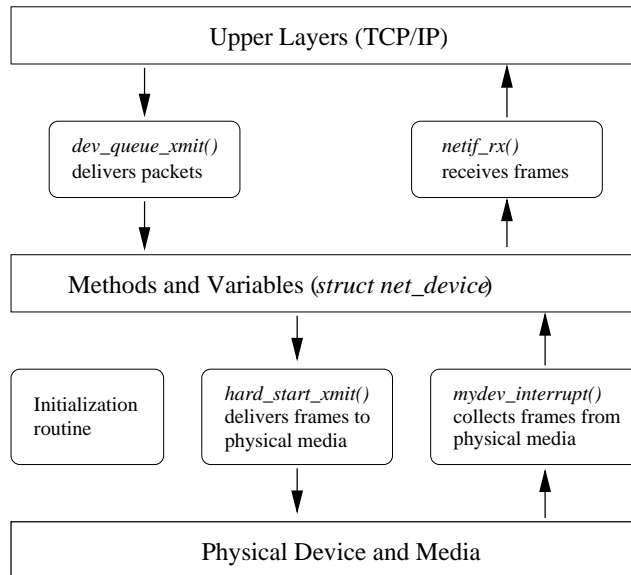 Upper Layers (TCP/IP)
dev_queue_xmit()
delivers packets
netif_rx()
receives frames
Methods and Variables (struct net_device)
Initialization
routine
hard_start_xmit()
delivers frames to
physical media
mydev_interrupt()
collects frames from
physical media
Physical Device and Media